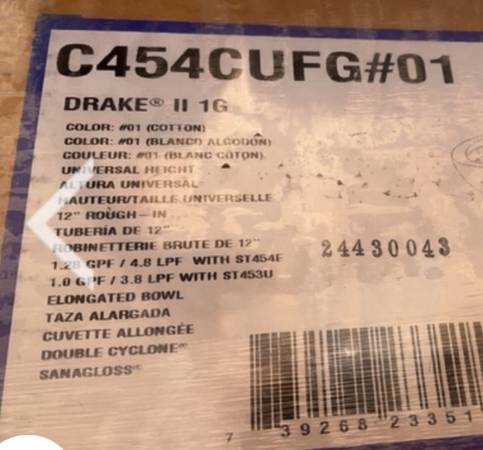 C454CUFG#01
DRAKE® II 1G
COLOR: #01 (COTTON)
COLOR: #01 (BLANCO ALGODÓN)
COULEUR: #01 (BLANC COTON)
UNIVERSAL HEIGHT
ALTURA UNIVERSAL
HAUTEUR/TAILLE UNIVERSELLE
12" ROUGH-IN
TUBERÍA DE 12"
ROBINETTERIE BRUTE DE 12"
1.28 GPF / 4.8 LPF WITH ST454E
1.0 GPF / 3.8 LPF WITH ST453U
ELONGATED BOWL
TAZA ALARGADA
CUVETTE ALLONGÉE
DOUBLE CYCLONE®
SANAGLOSS®
24430043
7 39268 23351